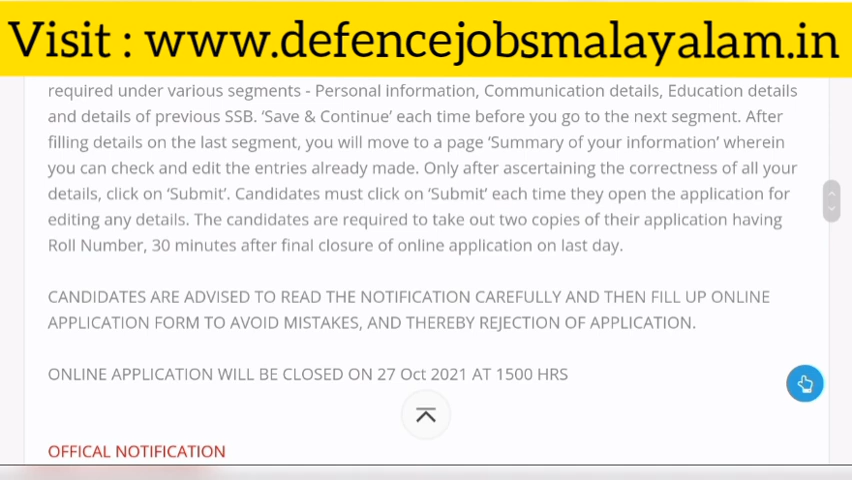 Visit : www.defencejobsmalayalam.in
required under various segments - Personal information, Communication details, Education details
and details of previous SSB. ‘Save & Continue’ each time before you go to the next segment. After
filling details on the last segment, you will move to a page ‘Summary of your information’ wherein
you can check and edit the entries already made. Only after ascertaining the correctness of all your
details, click on ‘Submit’. Candidates must click on ‘Submit’ each time they open the application for
editing any details. The candidates are required to take out two copies of their application having
Roll Number, 30 minutes after final closure of online application on last day.
CANDIDATES ARE ADVISED TO READ THE NOTIFICATION CAREFULLY AND THEN FILL UP ONLINE
APPLICATION FORM TO AVOID MISTAKES, AND THEREBY REJECTION OF APPLICATION.
ONLINE APPLICATION WILL BE CLOSED ON 27 Oct 2021 AT 1500 HRS
OFFICAL NOTIFICATION